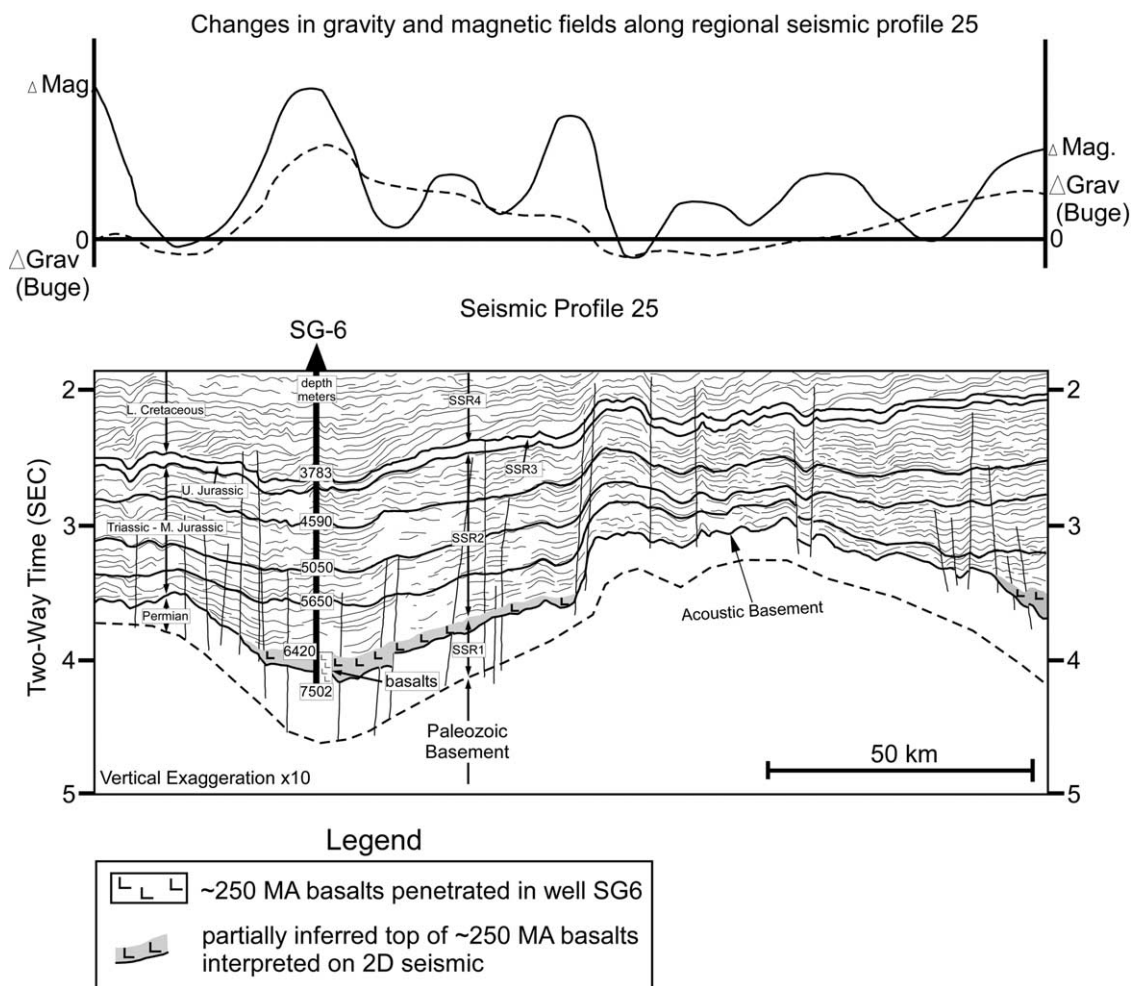 Changes in gravity and magnetic fields along regional seismic profile 25
△ Mag.
0
△Grav
(Buge)
△ Mag.
△Grav
(Buge)
0
Seismic Profile 25
SG-6
Two-Way Time (SEC)
2
3
4
5
2
3
4
5
depth
meters
L. Cretaceous
SSR4
SSR3
3783
U. Jurassic
4590
Triassic - M. Jurassic
SSR2
5050
5650
Permian
Acoustic Basement
6420
SSR1
basalts
7502
Paleozoic
Basement
50 km
Vertical Exaggeration x10
Legend
~250 MA basalts penetrated in well SG6
partially inferred top of ~250 MA basalts
interpreted on 2D seismic